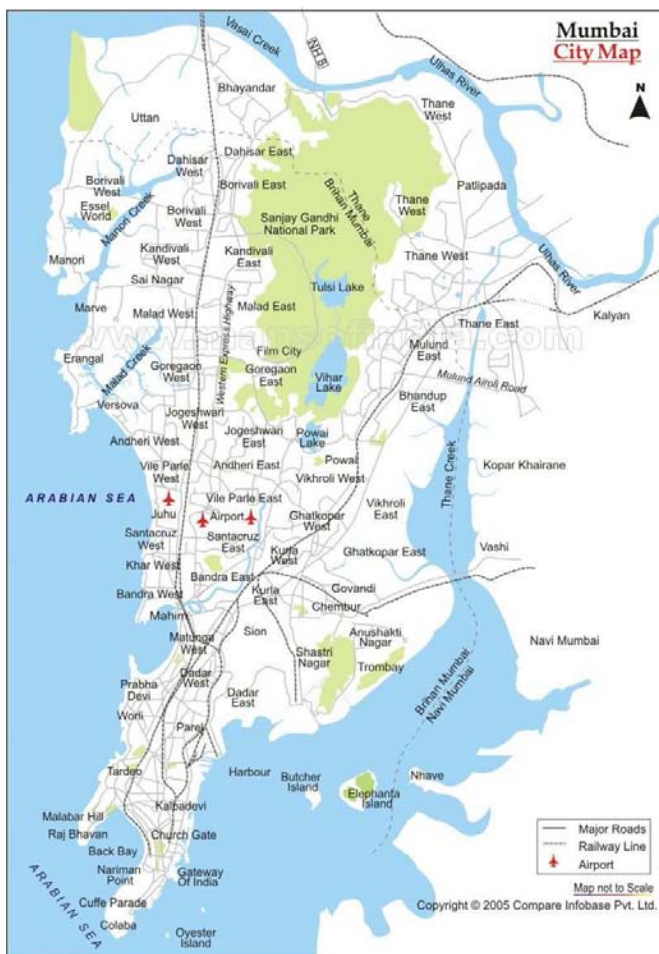 Mumbai
City Map
N
Vasai Creek
NH 8
Ulhas River
Bhayandar
Thane
West
Uttan
Dahisar East
Dahisar
West
Thane
Brihan Mumbai
Patlipada
Borivali
West
Borivali East
Essel
World
Manori Creek
Borivali
West
Sanjay Gandhi
National Park
Thane
West
Kandivali
West
Kandivali
East
Thane West
Ulhas River
Manori
Sai Nagar
Tulsi Lake
Marve
Malad West
Western Express Highway
Malad East
Kalyan
Thane East
Erangal
Malad Creek
Film City
Mulund
East
Goregaon
West
Goregaon
East
Vihar
Lake
Mulund Airoli Road
Bhandup
East
Versova
Jogeshwari
West
Jogeshwari
East
Powai
Lake
Andheri West
Andheri East
Powai
Thane Creek
Kopar Khairane
Vile Parle
West
Vikhroli West
ARABIAN SEA
Vile Parle East
Juhu
Airport
Ghatkopar
West
Vikhroli
East
Santacruz
West
Santacruz
East
Kurla
West
Ghatkopar East
Vashi
Khar West
Bandra East
Govandi
Bandra West
Kurla
East
Chembur
Mahim
Matunga
West
Sion
Anushakti
Nagar
Navi Mumbai
Shastri
Nagar
Trombay
Dadar
West
Prabha
Devi
Dadar
East
Brihan Mumbai
Navi Mumbai
Worli
Parel
Tardeo
Harbour
Butcher
Island
Elephanta
Island
Nhave
Kalbadevi
Malabar Hill
Raj Bhavan
Church Gate
Back Bay
Nariman
Point
Gateway
Of India
ARABIAN SEA
Cuffe Parade
Colaba
Oyester
Island
Major Roads
Railway Line
Airport
Map not to Scale
Copyright © 2005 Compare Infobase Pvt. Ltd.